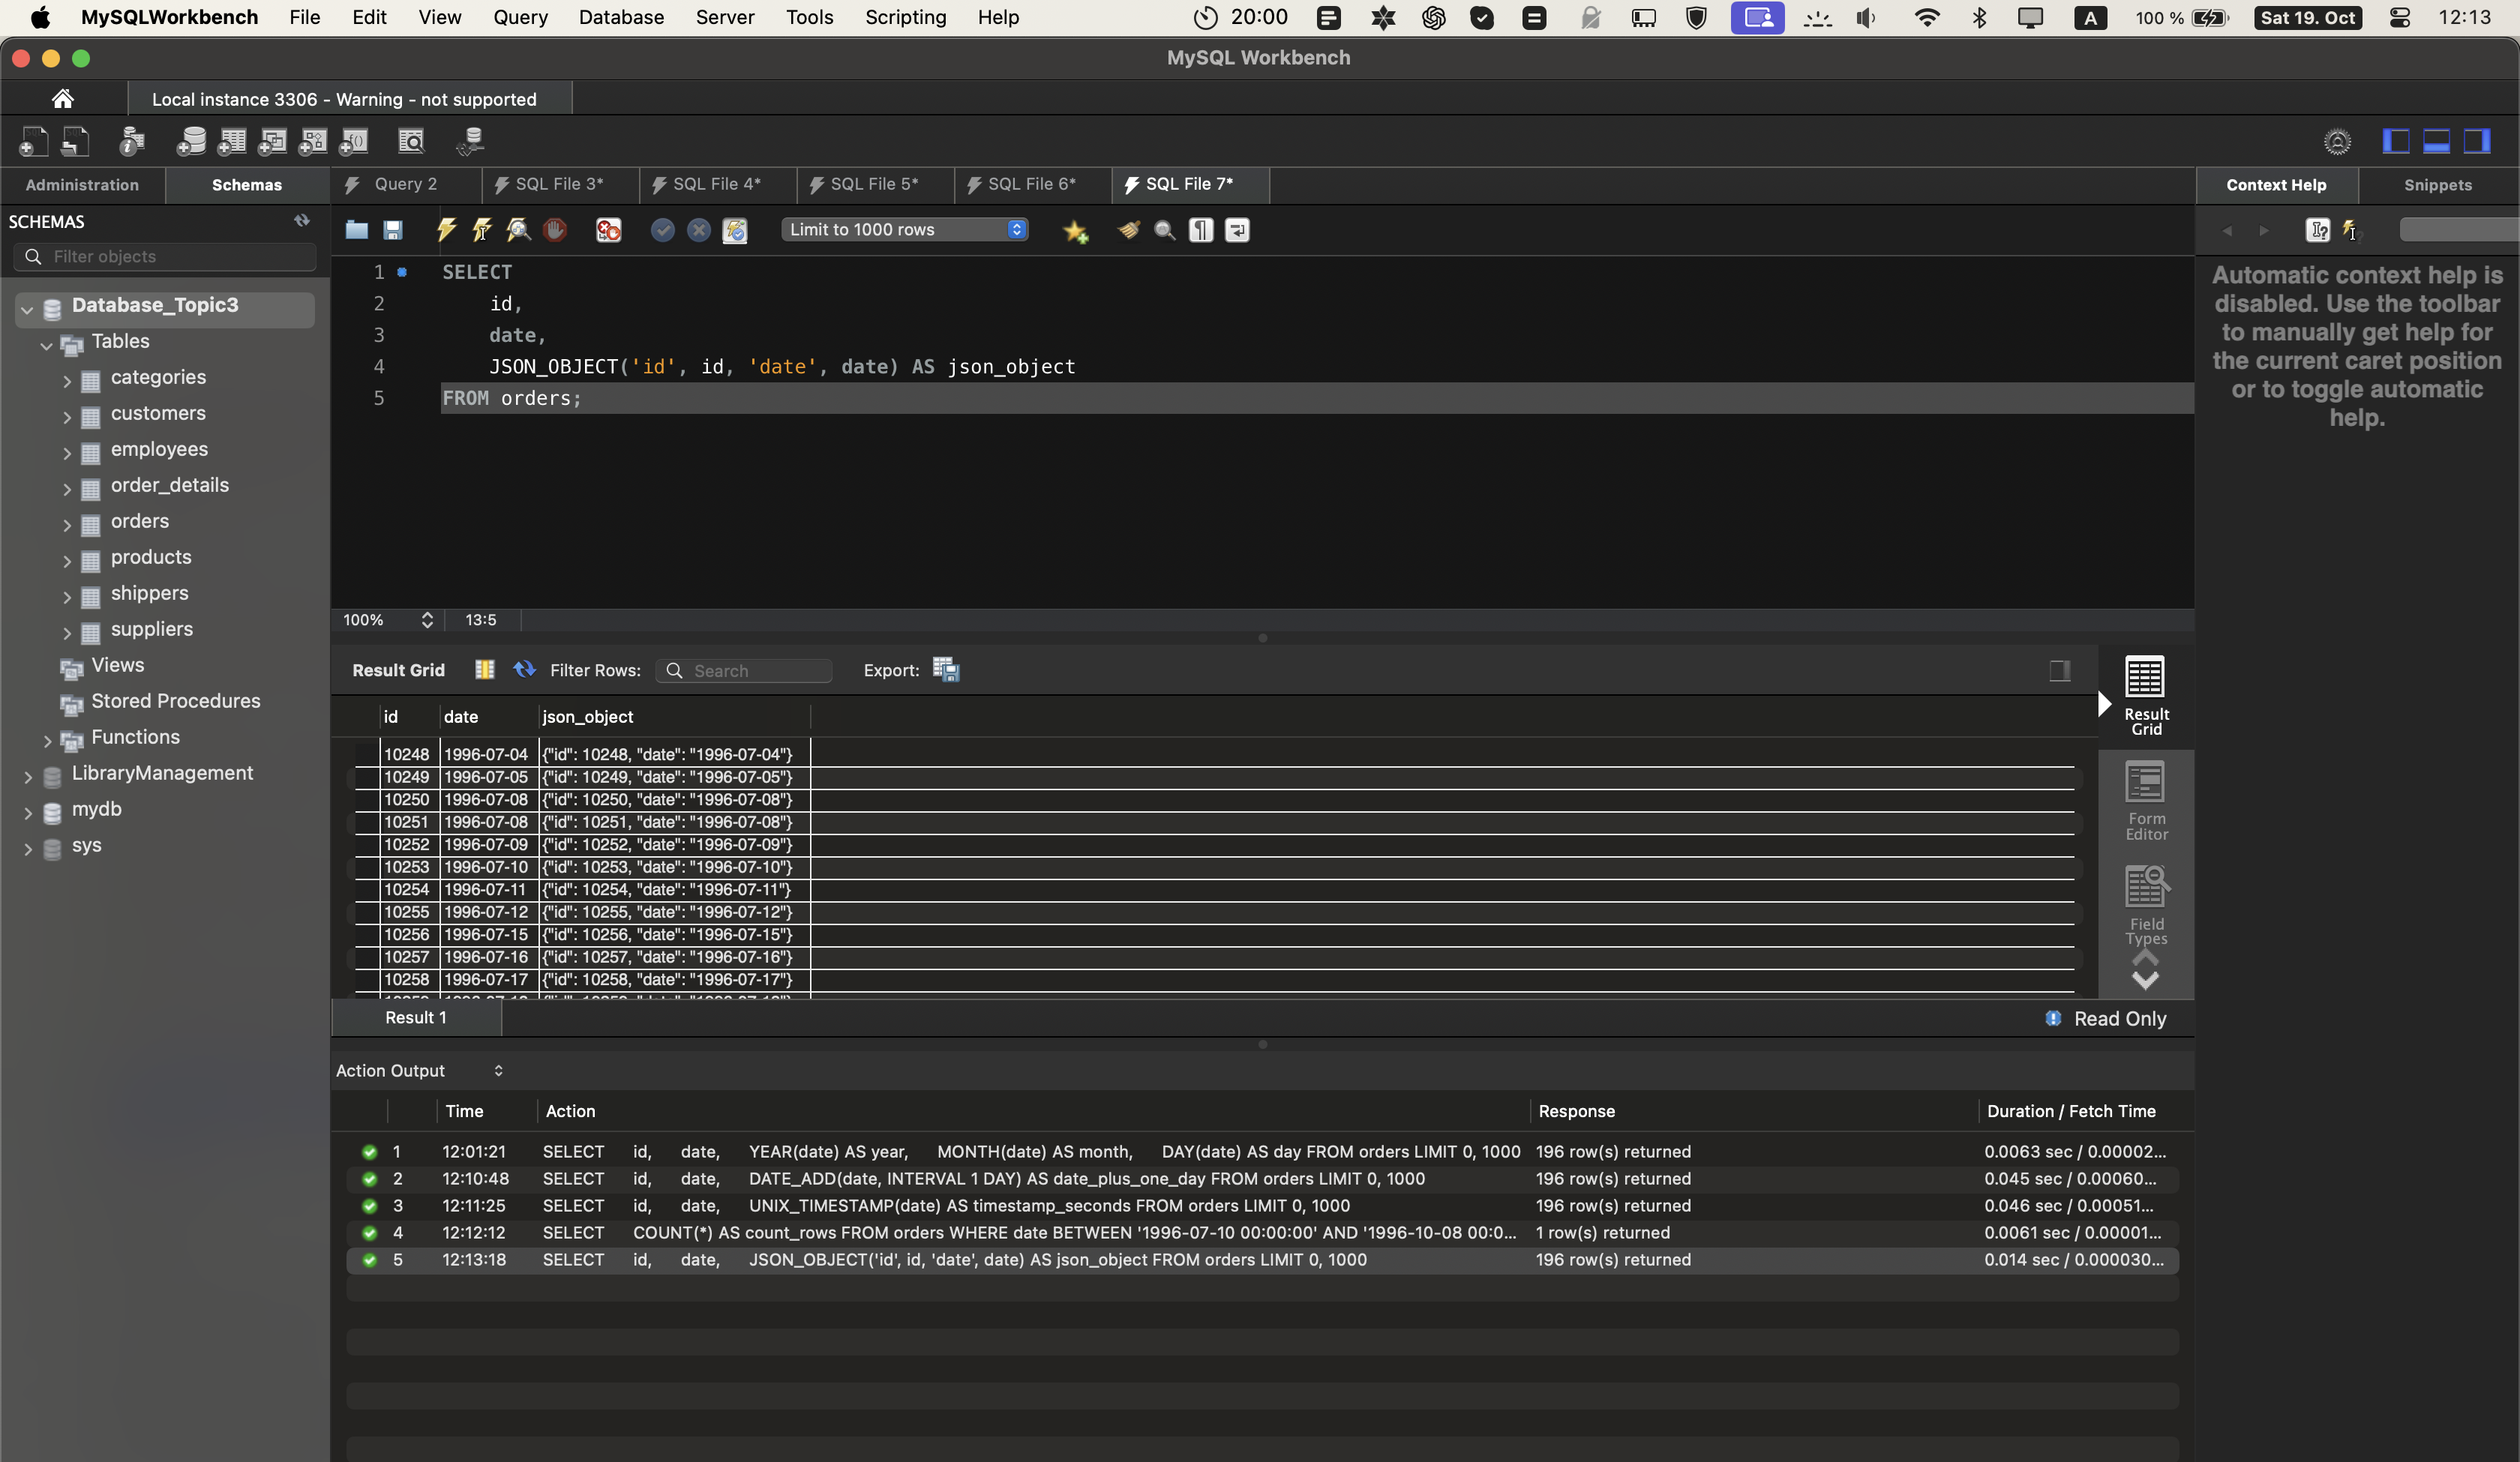 MySQLWorkbench File Edit View Query Database Server Tools Scripting Help 20:00 A 100 % Sat 19. Oct 12:13
MySQL Workbench
Local instance 3306 - Warning - not supported
Administration Schemas Query 2 SQL File 3* SQL File 4* SQL File 5* SQL File 6* SQL File 7* Context Help Snippets
SCHEMAS
Limit to 1000 rows
Filter objects
Database_Topic3
Tables
categories
customers
employees
order_details
orders
products
shippers
suppliers
Views
Stored Procedures
Functions
LibraryManagement
mydb
sys
1 SELECT
2 id,
3 date,
4 JSON_OBJECT('id', id, 'date', date) AS json_object
5 FROM orders;
Automatic context help is
disabled. Use the toolbar
to manually get help for
the current caret position
or to toggle automatic
help.
100% 13:5
Result Grid Filter Rows: Search Export:
Result
Grid
Form
Editor
Field
Types
id date json_object
10248 1996-07-04 {"id": 10248, "date": "1996-07-04"}
10249 1996-07-05 {"id": 10249, "date": "1996-07-05"}
10250 1996-07-08 {"id": 10250, "date": "1996-07-08"}
10251 1996-07-08 {"id": 10251, "date": "1996-07-08"}
10252 1996-07-09 {"id": 10252, "date": "1996-07-09"}
10253 1996-07-10 {"id": 10253, "date": "1996-07-10"}
10254 1996-07-11 {"id": 10254, "date": "1996-07-11"}
10255 1996-07-12 {"id": 10255, "date": "1996-07-12"}
10256 1996-07-15 {"id": 10256, "date": "1996-07-15"}
10257 1996-07-16 {"id": 10257, "date": "1996-07-16"}
10258 1996-07-17 {"id": 10258, "date": "1996-07-17"}
Result 1 Read Only
Action Output
Time Action Response Duration / Fetch Time
1 12:01:21 SELECT id, date, YEAR(date) AS year, MONTH(date) AS month, DAY(date) AS day FROM orders LIMIT 0, 1000 196 row(s) returned 0.0063 sec / 0.00002...
2 12:10:48 SELECT id, date, DATE_ADD(date, INTERVAL 1 DAY) AS date_plus_one_day FROM orders LIMIT 0, 1000 196 row(s) returned 0.045 sec / 0.00060...
3 12:11:25 SELECT id, date, UNIX_TIMESTAMP(date) AS timestamp_seconds FROM orders LIMIT 0, 1000 196 row(s) returned 0.046 sec / 0.00051...
4 12:12:12 SELECT COUNT(*) AS count_rows FROM orders WHERE date BETWEEN '1996-07-10 00:00:00' AND '1996-10-08 00:0... 1 row(s) returned 0.0061 sec / 0.00001...
5 12:13:18 SELECT id, date, JSON_OBJECT('id', id, 'date', date) AS json_object FROM orders LIMIT 0, 1000 196 row(s) returned 0.014 sec / 0.000030...